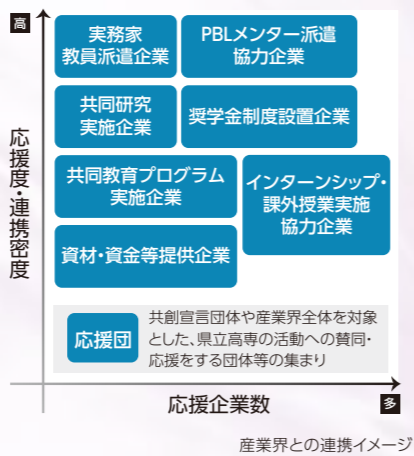 高
実務家
教員派遣企業
PBLメンター派遣
協力企業
共同研究
実施企業
奨学金制度設置企業
共同教育プログラム
実施企業
インターンシップ・
課外授業実施
協力企業
資材・資金等提供企業
応援度・連携密度
応援団
共創宣言団体や産業界全体を対象
とした、県立高専の活動への賛同・
応援をする団体等の集まり
応援企業数
多
産業界との連携イメージ